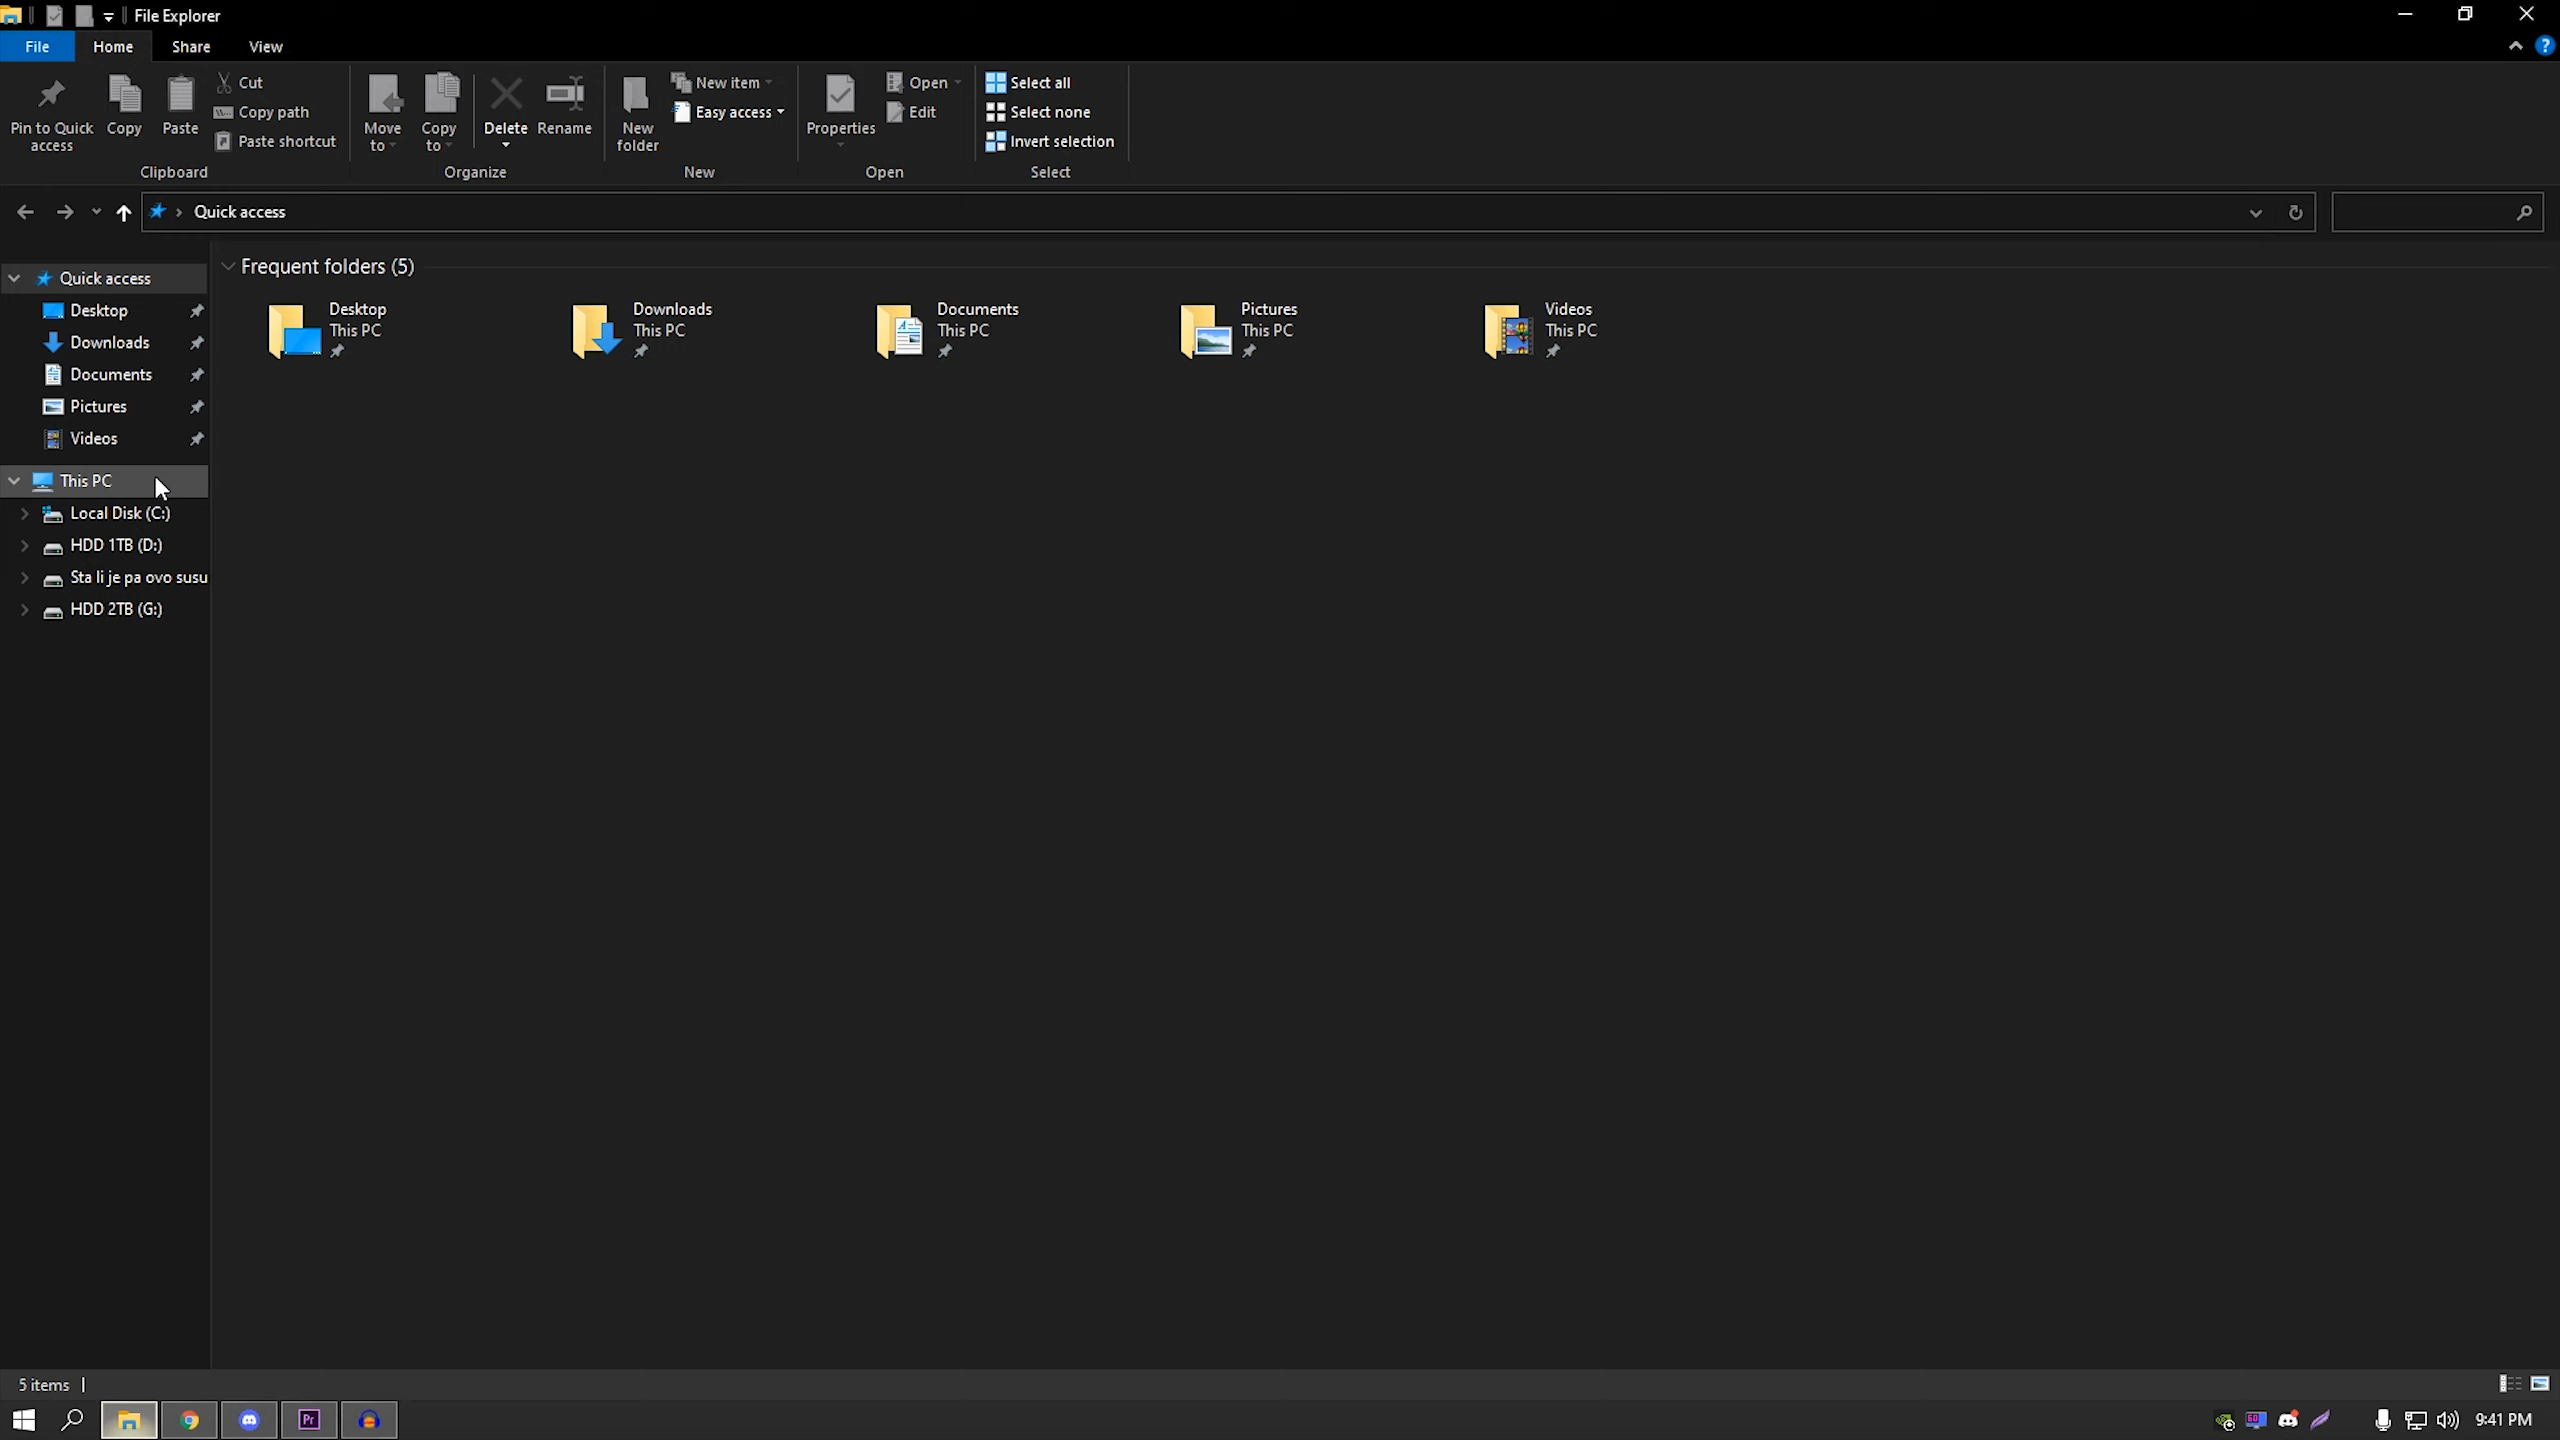 File Explorer
File Home Share View
Pin to Quick access
Copy
Paste
Cut
Copy path
Paste shortcut
Clipboard
Move to
Copy to
Delete
Rename
Organize
New folder
New item
Easy access
New
Properties
Open
Edit
Open
Select all
Select none
Invert selection
Select
Quick access
Quick access
Desktop
Downloads
Documents
Pictures
Videos
This PC
Local Disk (C:)
HDD 1TB (D:)
Sta li je pa ovo susu
HDD 2TB (G:)
Frequent folders (5)
Desktop
This PC
Downloads
This PC
Documents
This PC
Pictures
This PC
Videos
This PC
5 items
Pr
60
9:41 PM